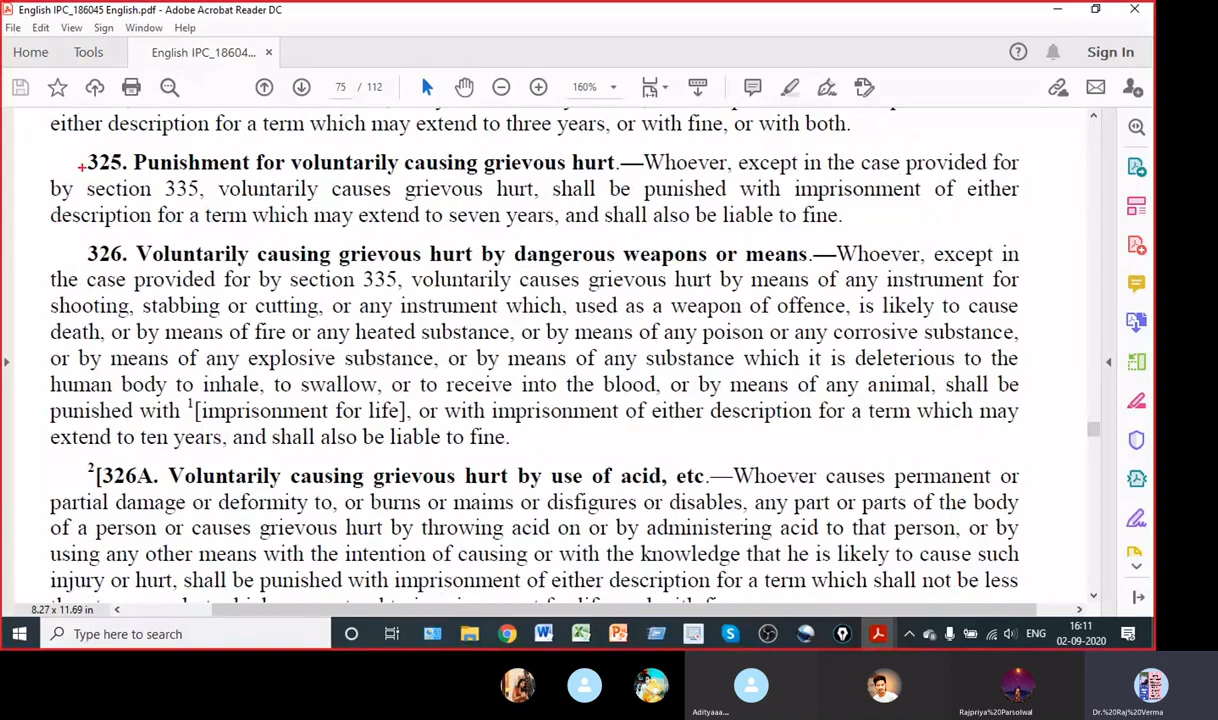 English IPC_186045 English.pdf - Adobe Acrobat Reader DC
File Edit View Sign Window Help
Home Tools English IPC_18604... × Sign In
75 / 112 160%
either description for a term which may extend to three years, or with fine, or with both.
325. Punishment for voluntarily causing grievous hurt.—Whoever, except in the case provided for
by section 335, voluntarily causes grievous hurt, shall be punished with imprisonment of either
description for a term which may extend to seven years, and shall also be liable to fine.
326. Voluntarily causing grievous hurt by dangerous weapons or means.—Whoever, except in
the case provided for by section 335, voluntarily causes grievous hurt by means of any instrument for
shooting, stabbing or cutting, or any instrument which, used as a weapon of offence, is likely to cause
death, or by means of fire or any heated substance, or by means of any poison or any corrosive substance,
or by means of any explosive substance, or by means of any substance which it is deleterious to the
human body to inhale, to swallow, or to receive into the blood, or by means of any animal, shall be
punished with 1[imprisonment for life], or with imprisonment of either description for a term which may
extend to ten years, and shall also be liable to fine.
2[326A. Voluntarily causing grievous hurt by use of acid, etc.—Whoever causes permanent or
partial damage or deformity to, or burns or maims or disfigures or disables, any part or parts of the body
of a person or causes grievous hurt by throwing acid on or by administering acid to that person, or by
using any other means with the intention of causing or with the knowledge that he is likely to cause such
injury or hurt, shall be punished with imprisonment of either description for a term which shall not be less
8.27 x 11.69 in
Type here to search ENG 16:11
02-09-2020
Adityaaa... Rajpriya%20Parsolwal Dr.%20Raj%20Verma